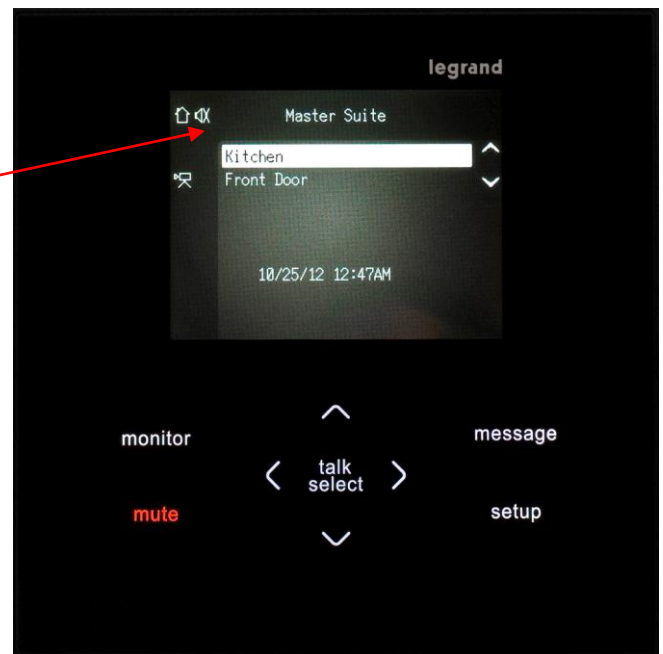 legrand
Master Suite
Kitchen
Front Door
10/25/12 12:47AM
monitor
message
talk
select
mute
setup